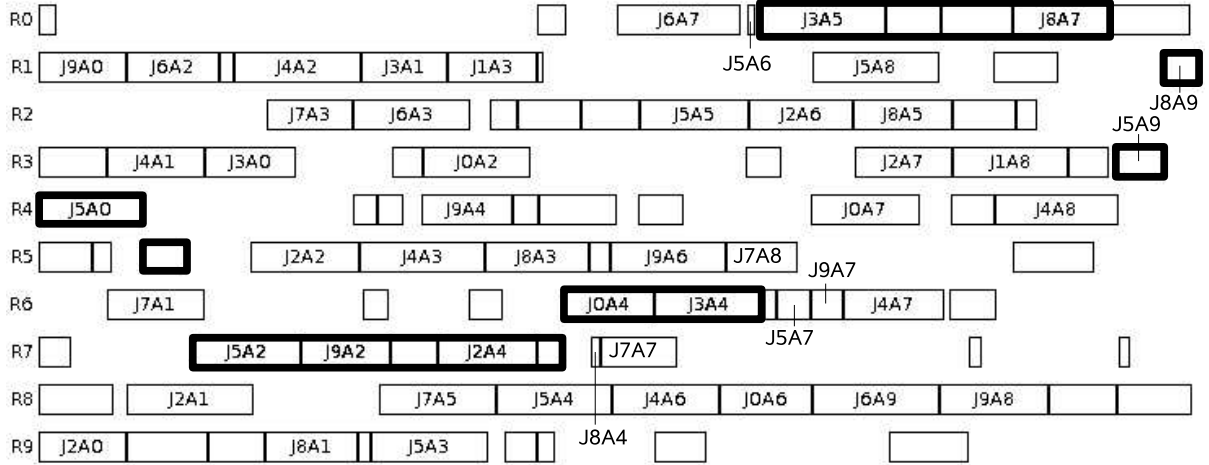 R0 J6A7 J3A5 J8A7
R1 J9A0 J6A2 J4A2 J3A1 J1A3 J5A6 J5A8
J8A9
R2 J7A3 J6A3 J5A5 J2A6 J8A5
J5A9
R3 J4A1 J3A0 J0A2 J2A7 J1A8
R4 J5A0 J9A4 J0A7 J4A8
R5 J2A2 J4A3 J8A3 J9A6 J7A8
J9A7
R6 J7A1 J0A4 J3A4 J4A7
J5A7
R7 J5A2 J9A2 J2A4 J7A7
R8 J2A1 J7A5 J5A4 J4A6 J0A6 J6A9 J9A8
J8A4
R9 J2A0 J8A1 J5A3